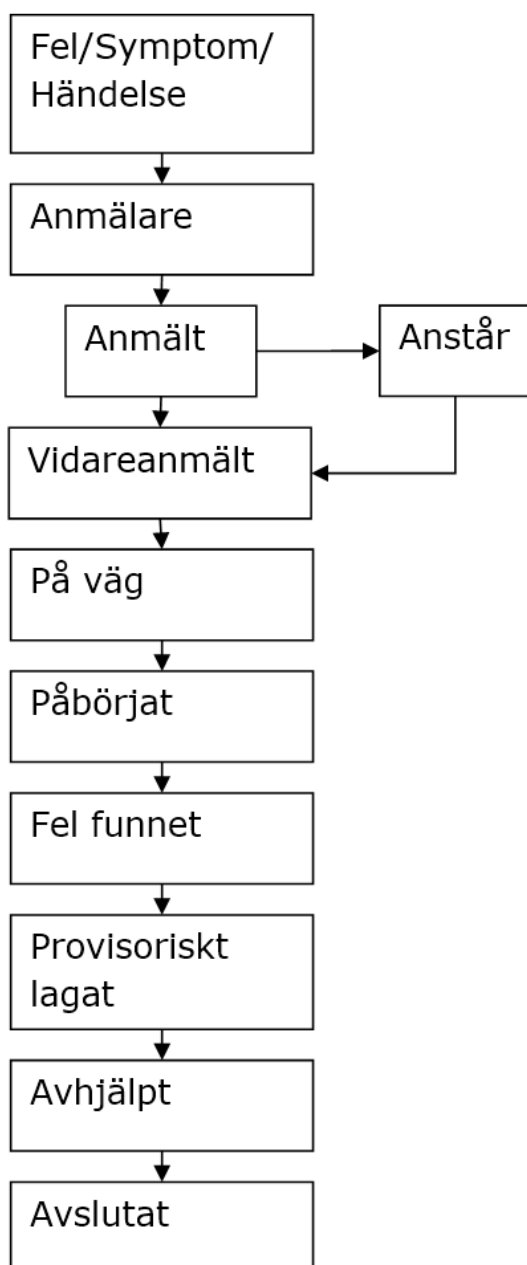 Fel/Symptom/
Händelse
Anmälare
Anmält
Anstår
Vidareanmält
På väg
Påbörjat
Fel funnet
Provisoriskt
lagat
Avhjälpt
Avslutat